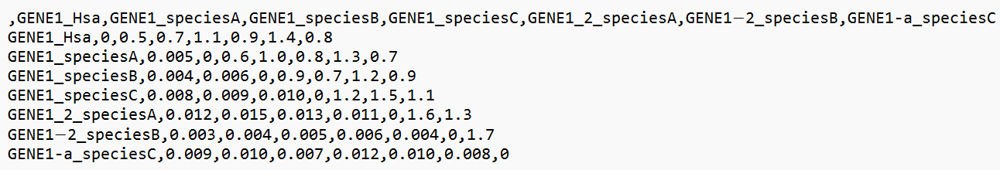 ,GENE1_Hsa,GENE1_speciesA,GENE1_speciesB,GENE1_speciesC,GENE1_2_speciesA,GENE1−2_speciesB,GENE1-a_speciesC
GENE1_Hsa,0,0.5,0.7,1.1,0.9,1.4,0.8
GENE1_speciesA,0.005,0,0.6,1.0,0.8,1.3,0.7
GENE1_speciesB,0.004,0.006,0,0.9,0.7,1.2,0.9
GENE1_speciesC,0.008,0.009,0.010,0,1.2,1.5,1.1
GENE1_2_speciesA,0.012,0.015,0.013,0.011,0,1.6,1.3
GENE1−2_speciesB,0.003,0.004,0.005,0.006,0.004,0,1.7
GENE1-a_speciesC,0.009,0.010,0.007,0.012,0.010,0.008,0